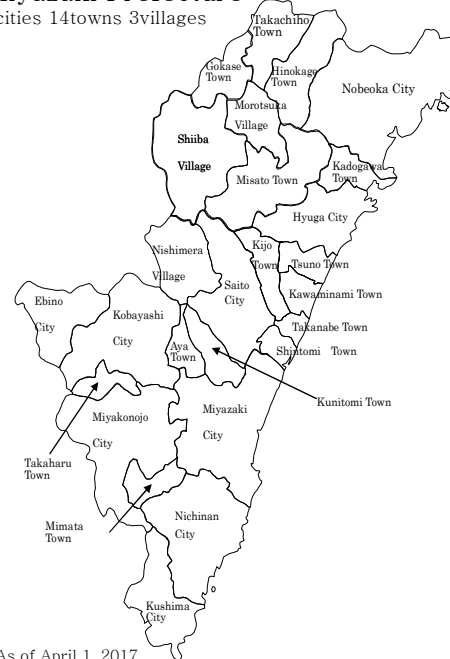 cities 14towns 3villages
Takachiho
Town
Gokase
Town
Hinokage
Town
Nobeoka City
Morotsuka
Village
Shiiba
Village
Misato Town
Kadogawa
Town
Hyuga City
Nishimera
Village
Kijo
Town
Tsuno Town
Saito
City
Kawaminami Town
Ebino
City
Kobayashi
City
Takanabe Town
Aya
Town
Shintomi Town
Kunitomi Town
Miyakonojo
City
Miyazaki
City
Takaharu
Town
Mimata
Town
Nichinan
City
Kushima
City
As of April 1, 2017